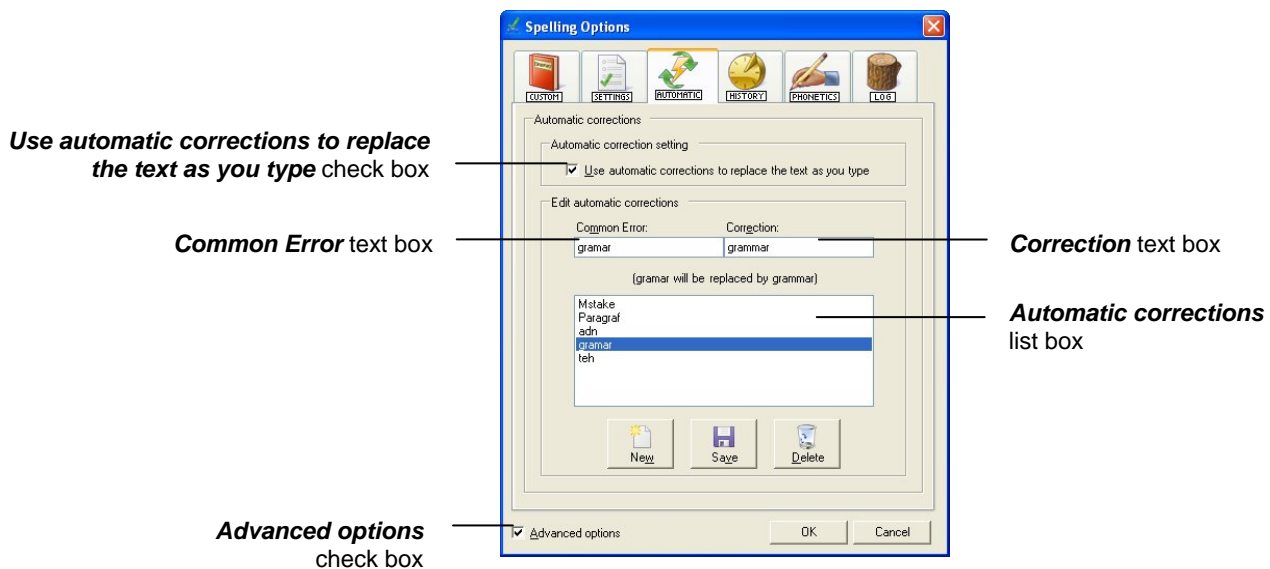 Spelling Options
CUSTOM SETTINGS AUTOMATIC HISTORY PHONETICS LOG
Automatic corrections
Automatic correction setting
Use automatic corrections to replace the text as you type check box
Use automatic corrections to replace the text as you type
Edit automatic corrections
Common Error: Correction:
Common Error text box
gramar grammar
Correction text box
(gramar will be replaced by grammar)
Mstake
Paragraf
adn
gramar
teh
Automatic corrections
list box
New Save Delete
Advanced options
check box
Advanced options OK Cancel